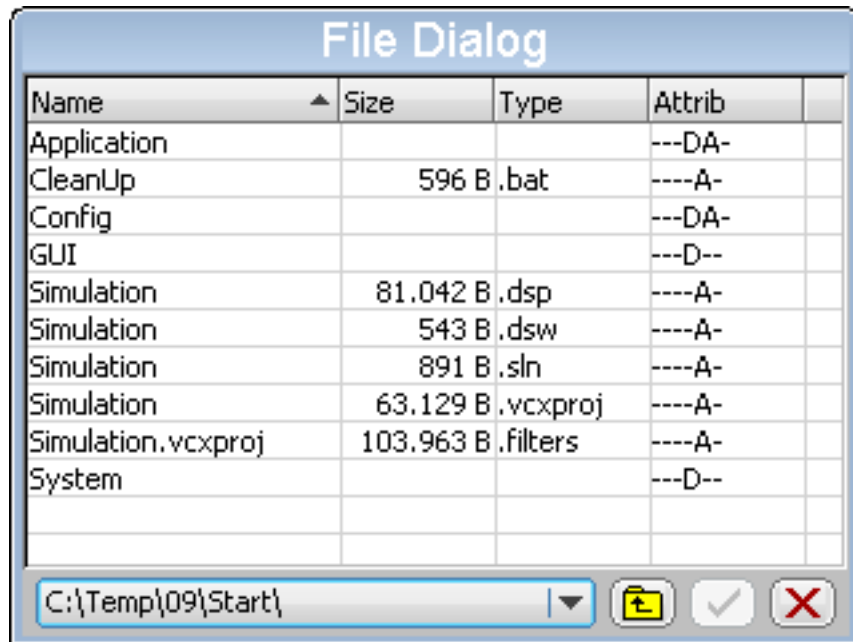 File Dialog
Name Size Type Attrib
Application ---DA-
CleanUp 596 B .bat ----A-
Config ---DA-
GUI ---D--
Simulation 81.042 B .dsp ----A-
Simulation 543 B .dsw ----A-
Simulation 891 B .sln ----A-
Simulation 63.129 B .vcxproj ----A-
Simulation.vcxproj 103.963 B .filters ----A-
System ---D--
C:\Temp\09\Start\